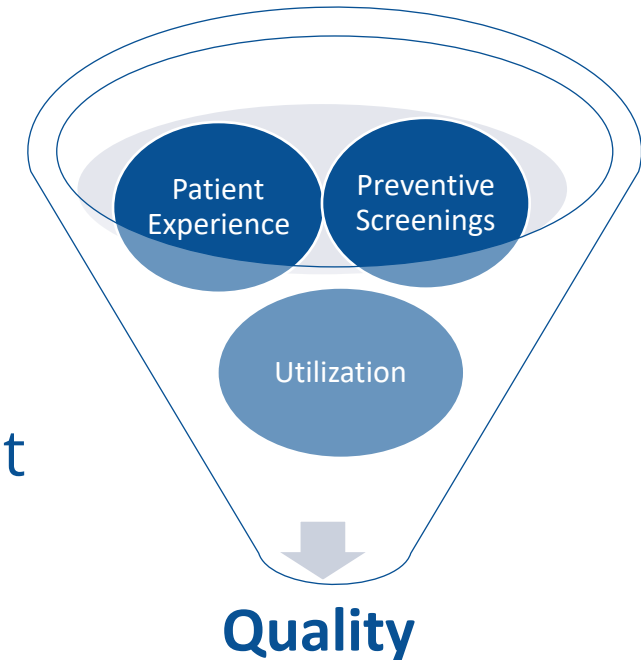 Patient
Experience
Preventive
Screenings
Utilization
t
Quality